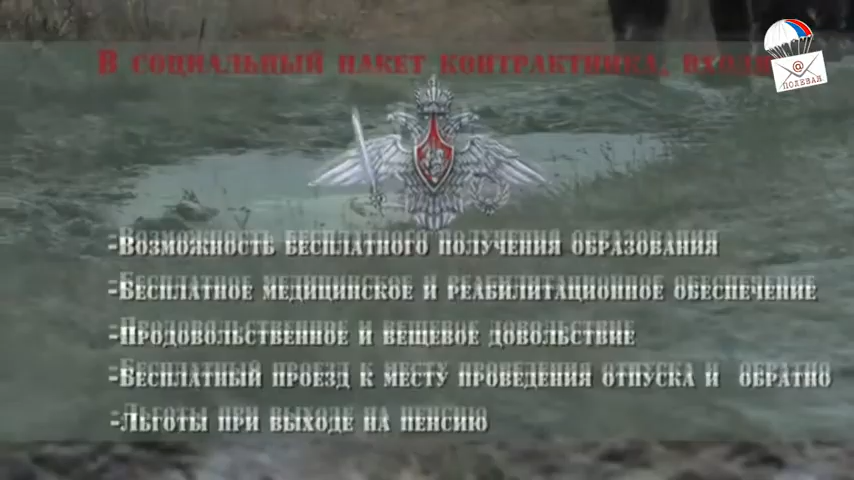 В СОЦИАЛЬНЫЙ ПАКЕТ КОНТРАКТНИКА,
@
ПОЛЕВАЯ
-Возможность бесплатного получения образования
-Бесплатное медицинское и реабилитационное обеспечение
-Продовольственное и вещевое довольствие
-Бесплатный проезд к месту проведения отпуска и обратно
-Льготы при выходе на пенсию